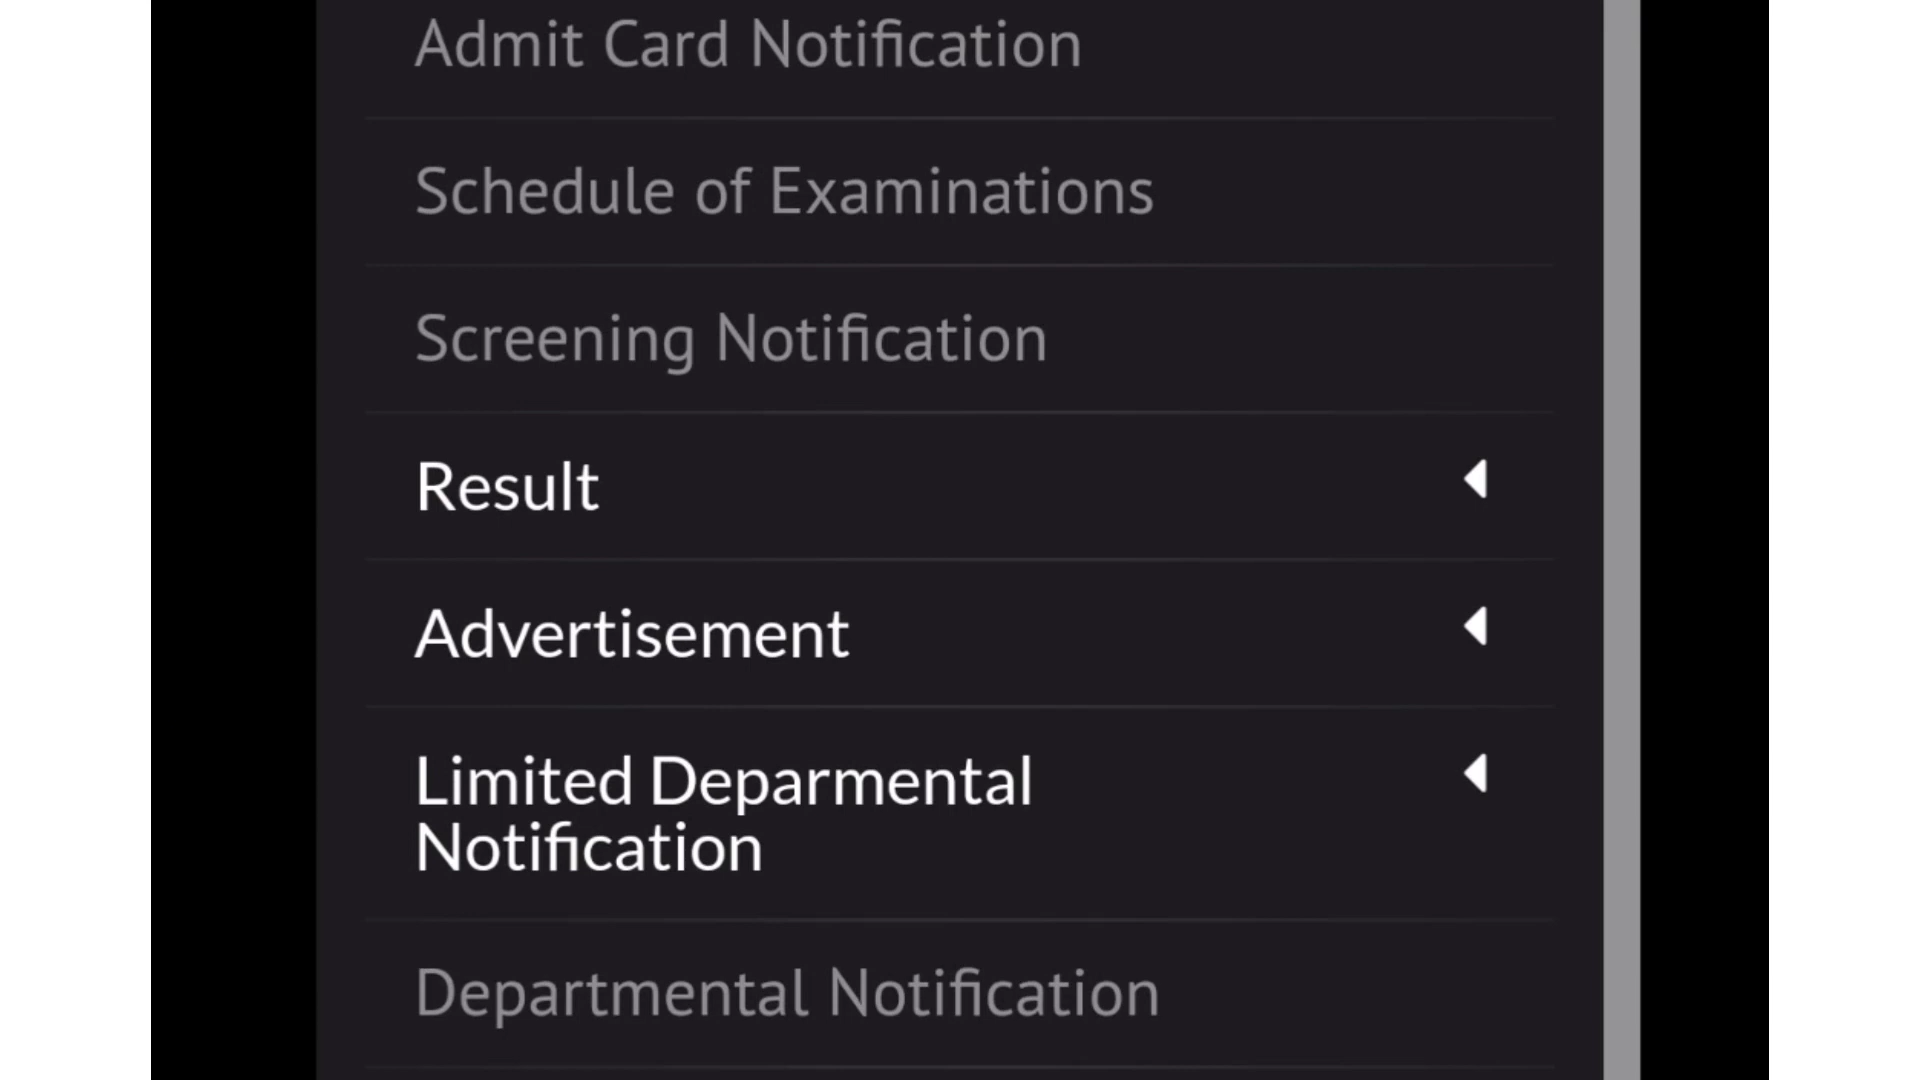 Admit Card Notification
Schedule of Examinations
Screening Notification
Result
Advertisement
Limited Deparmental
Notification
Departmental Notification